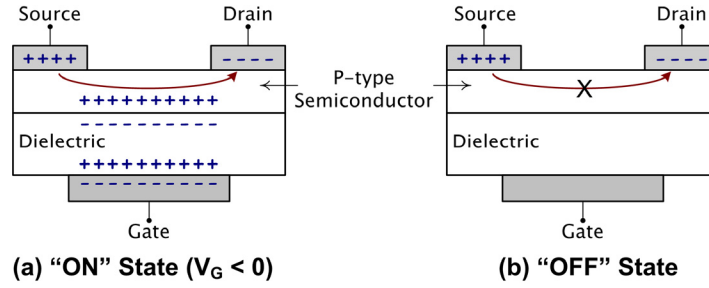 Source
Drain
Source
Drain
++++
----
++++
----
P-type
Semiconductor
X
++++++++++
----------
Dielectric
++++++++++
----------
Dielectric
Gate
Gate
(a) “ON” State (VG < 0)
(b) “OFF” State